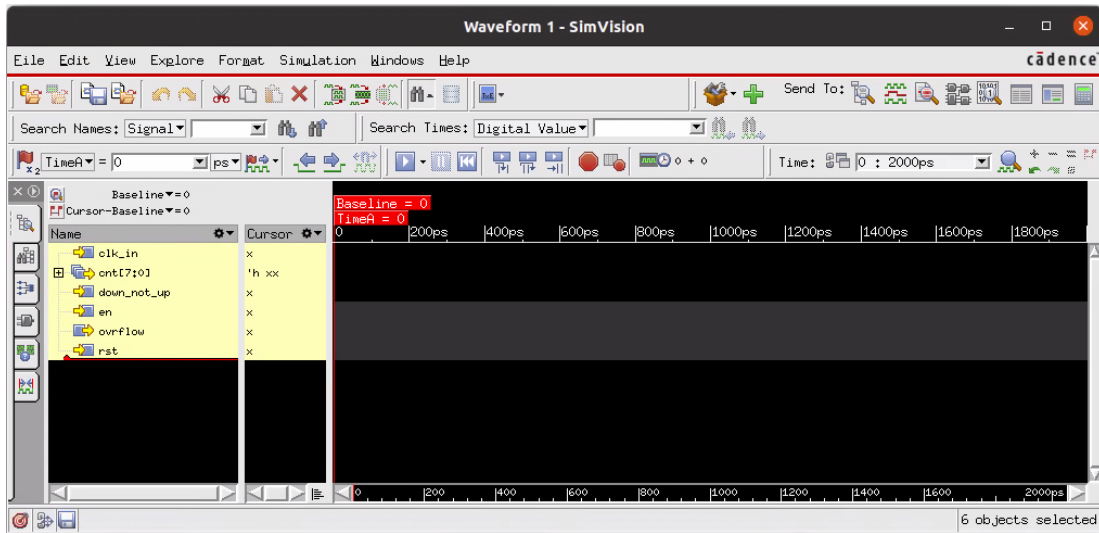 Waveform 1 - SimVision
File Edit View Explore Format Simulation Windows Help cādence
Send To:
Search Names: Signal Search Times: Digital Value
x2 TimeA = 0 ps 0 + 0 Time: 0 : 2000ps
Baseline = 0
Cursor-Baseline = 0
Baseline = 0
TimeA = 0
Name Cursor 0 200ps 400ps 600ps 800ps 1000ps 1200ps 1400ps 1600ps 1800ps
clk_in x
cnt[7:0] 'h xx
down_not_up x
en x
ovrflow x
rst x
0 200 400 600 800 1000 1200 1400 1600 2000ps
6 objects selected